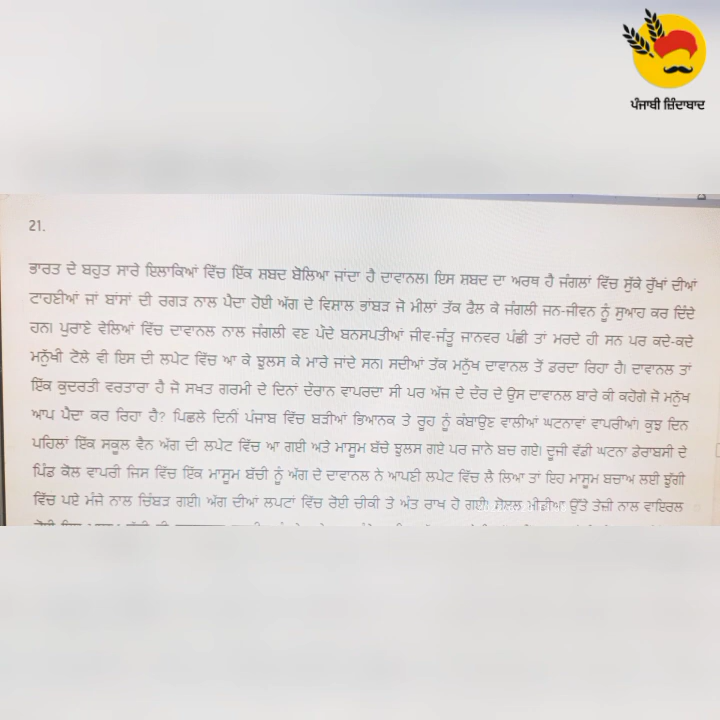 ਪੰਜਾਬੀ ਜ਼ਿੰਦਾਬਾਦ
21.
ਭਾਰਤ ਦੇ ਬਹੁਤ ਸਾਰੇ ਇਲਾਕਿਆਂ ਵਿੱਚ ਇੱਕ ਸ਼ਬਦ ਬੋਲਿਆ ਜਾਂਦਾ ਹੈ ਦਾਵਾਨਲ। ਇਸ ਸ਼ਬਦ ਦਾ ਅਰਥ ਹੈ ਜੰਗਲਾਂ ਵਿੱਚ ਸੁੱਕੇ ਰੁੱਖਾਂ ਦੀਆਂ
ਟਾਹਣੀਆਂ ਜਾਂ ਬਾਂਸਾਂ ਦੀ ਰਗੜ ਨਾਲ ਪੈਦਾ ਹੋਈ ਅੱਗ ਦੇ ਵਿਸ਼ਾਲ ਭਾਂਬੜ ਜੋ ਮੀਲਾਂ ਤੱਕ ਫੈਲ ਕੇ ਜੰਗਲੀ ਜਨ-ਜੀਵਨ ਨੂੰ ਸੁਆਹ ਕਰ ਦਿੰਦੇ
ਹਨ। ਪੁਰਾਣੇ ਵੇਲਿਆਂ ਵਿੱਚ ਦਾਵਾਨਲ ਨਾਲ ਜੰਗਲੀ ਵਣ ਪੌਦੇ ਬਨਸਪਤੀਆਂ ਜੀਵ-ਜੰਤੂ ਜਾਨਵਰ ਪੰਛੀ ਤਾਂ ਮਰਦੇ ਹੀ ਸਨ ਪਰ ਕਦੇ-ਕਦੇ
ਮਨੁੱਖੀ ਟੋਲੇ ਵੀ ਇਸ ਦੀ ਲਪੇਟ ਵਿੱਚ ਆ ਕੇ ਝੁਲਸ ਕੇ ਮਾਰੇ ਜਾਂਦੇ ਸਨ। ਸਦੀਆਂ ਤੱਕ ਮਨੁੱਖ ਦਾਵਾਨਲ ਤੋਂ ਡਰਦਾ ਰਿਹਾ ਹੈ। ਦਾਵਾਨਲ ਤਾਂ
ਇੱਕ ਕੁਦਰਤੀ ਵਰਤਾਰਾ ਹੈ ਜੋ ਸਖਤ ਗਰਮੀ ਦੇ ਦਿਨਾਂ ਦੌਰਾਨ ਵਾਪਰਦਾ ਸੀ ਪਰ ਅੱਜ ਦੇ ਦੌਰ ਦੇ ਉਸ ਦਾਵਾਨਲ ਬਾਰੇ ਕੀ ਕਹੋਗੇ ਜੋ ਮਨੁੱਖ
ਆਪ ਪੈਦਾ ਕਰ ਰਿਹਾ ਹੈ? ਪਿਛਲੇ ਦਿਨੀਂ ਪੰਜਾਬ ਵਿੱਚ ਬੜੀਆਂ ਭਿਆਨਕ ਤੇ ਰੂਹ ਨੂੰ ਕੰਬਾਉਣ ਵਾਲੀਆਂ ਘਟਨਾਵਾਂ ਵਾਪਰੀਆਂ। ਕੁਝ ਦਿਨ
ਪਹਿਲਾਂ ਇੱਕ ਸਕੂਲ ਵੈਨ ਅੱਗ ਦੀ ਲਪੇਟ ਵਿੱਚ ਆ ਗਈ ਅਤੇ ਮਾਸੂਮ ਬੱਚੇ ਝੁਲਸ ਗਏ ਪਰ ਜਾਨੋ ਬਚ ਗਏ। ਦੂਜੀ ਵੱਡੀ ਘਟਨਾ ਡੇਰਾਬਸੀ ਦੇ
ਪਿੰਡ ਕੋਲ ਵਾਪਰੀ ਜਿਸ ਵਿੱਚ ਇੱਕ ਮਾਸੂਮ ਬੱਚੀ ਨੂੰ ਅੱਗ ਦੇ ਦਾਵਾਨਲ ਨੇ ਆਪਣੀ ਲਪੇਟ ਵਿੱਚ ਲੈ ਲਿਆ ਤਾਂ ਇਹ ਮਾਸੂਮ ਬਚਾਅ ਲਈ ਝੁੱਗੀ
ਵਿੱਚ ਪਏ ਮੰਜੇ ਨਾਲ ਚਿੰਬੜ ਗਈ। ਅੱਗ ਦੀਆਂ ਲਪਟਾਂ ਵਿੱਚ ਰੋਈ ਚੀਕੀ ਤੇ ਅੰਤ ਰਾਖ ਹੋ ਗਈ। ਸੋਸ਼ਲ ਮੀਡੀਆ ਉੱਤੇ ਤੇਜ਼ੀ ਨਾਲ ਵਾਇਰਲ